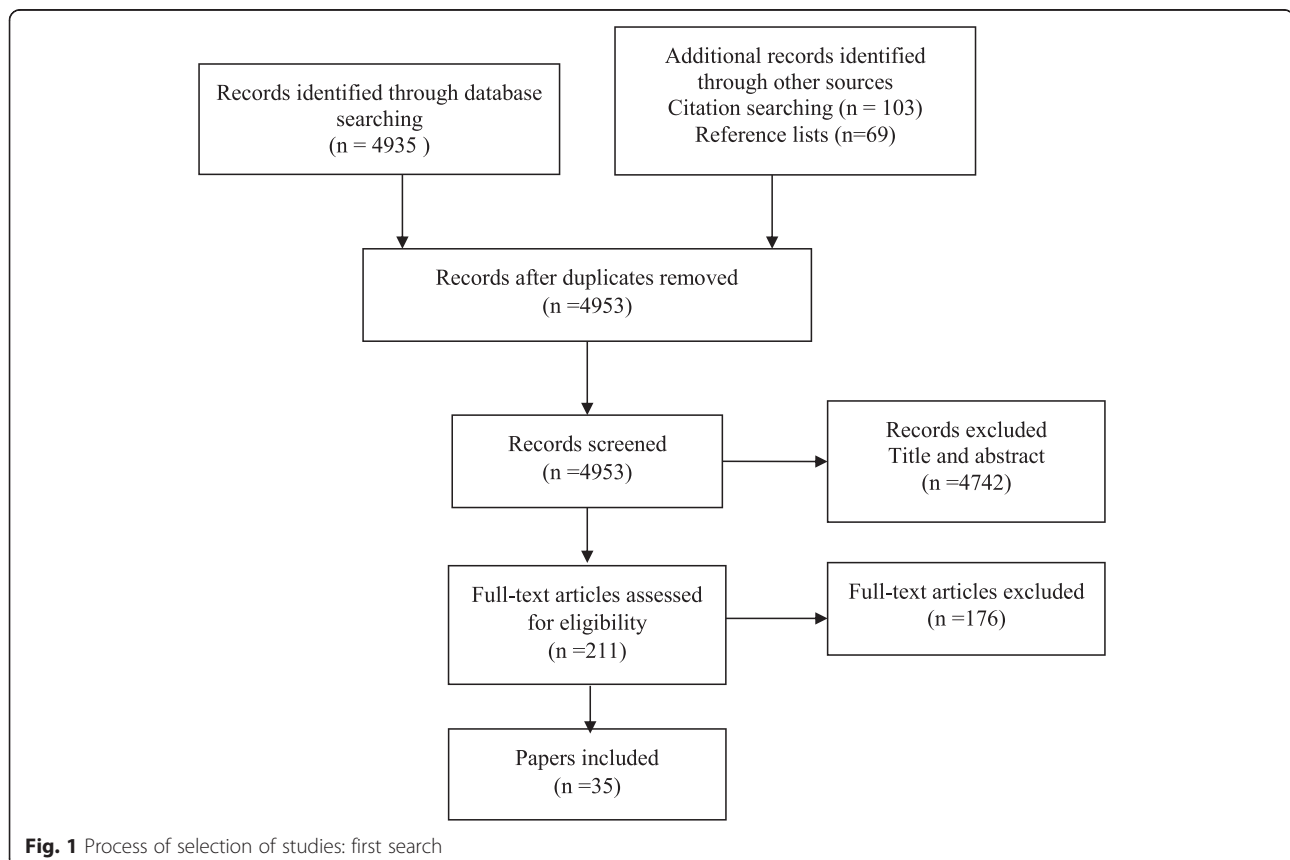 Records identified through database
searching
(n = 4935 )
Additional records identified
through other sources
Citation searching (n = 103)
Reference lists (n=69)
Records after duplicates removed
(n =4953)
Records screened
(n =4953)
Records excluded
Title and abstract
(n =4742)
Full-text articles assessed
for eligibility
(n =211)
Full-text articles excluded
(n =176)
Papers included
(n =35)
Fig. 1 Process of selection of studies: first search